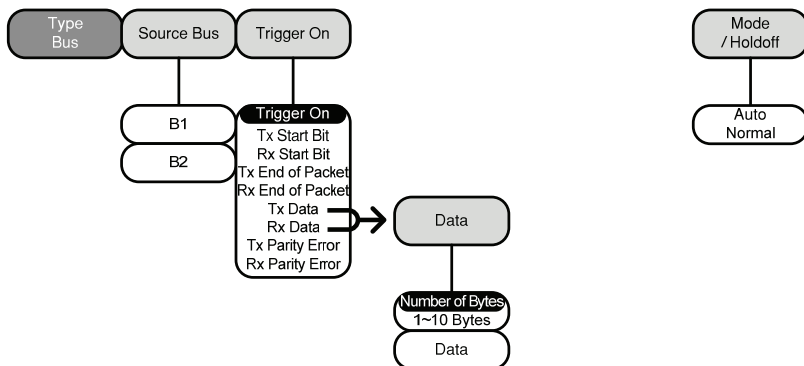 Type
Bus
Source Bus
Trigger On
Mode
/ Holdoff
B1
B2
Trigger On
Tx Start Bit
Rx Start Bit
Tx End of Packet
Rx End of Packet
Tx Data
Rx Data
Tx Parity Error
Rx Parity Error
Auto
Normal
Data
Number of Bytes
1~10 Bytes
Data